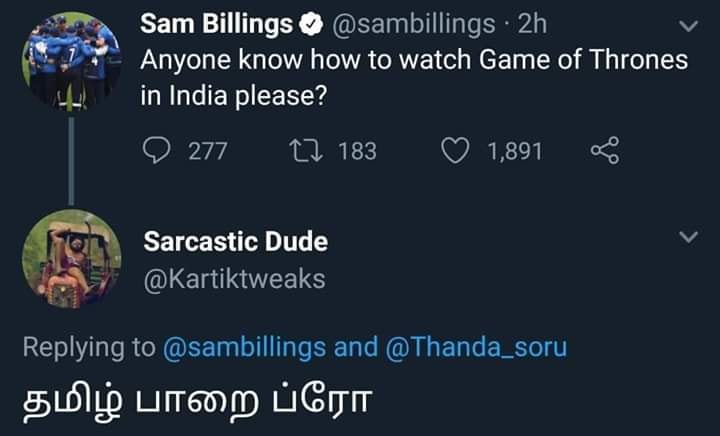 Sam Billings @sambillings · 2h
Anyone know how to watch Game of Thrones
in India please?
277 183 1,891
Sarcastic Dude
@Kartiktweaks
Replying to @sambillings and @Thanda_soru
தமிழ் பாறை ப்ரோ